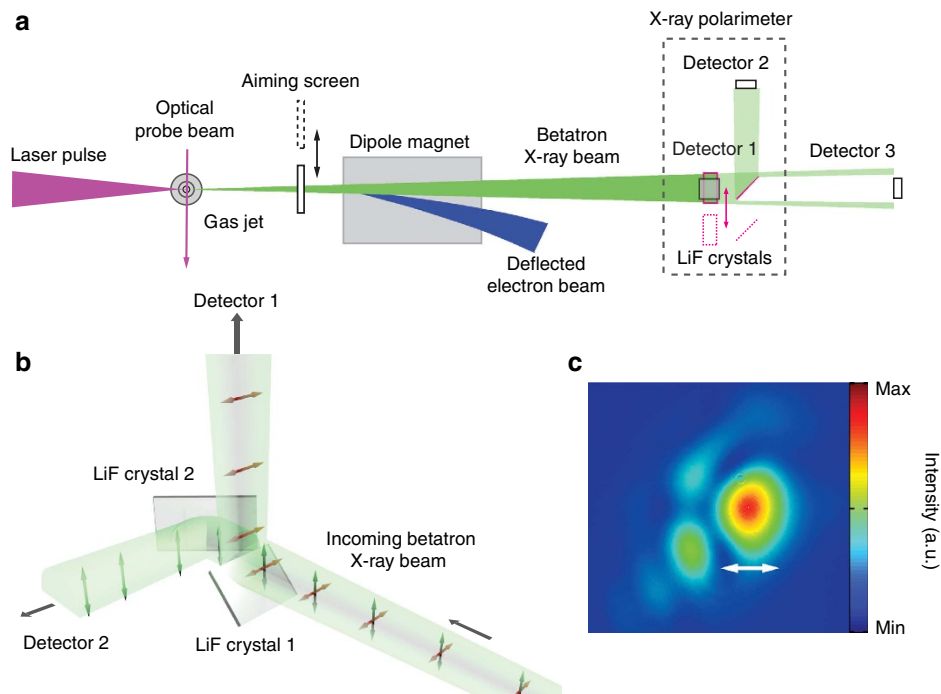 a
X-ray polarimeter
Detector 2
Aiming screen
Optical
probe beam
Laser pulse
Dipole magnet
Betatron
X-ray beam
Detector 1
Detector 3
Gas jet
Deflected
electron beam
LiF crystals
b
Detector 1
LiF crystal 2
Incoming betatron
X-ray beam
LiF crystal 1
Detector 2
c
Max
Intensity (a.u.)
Min